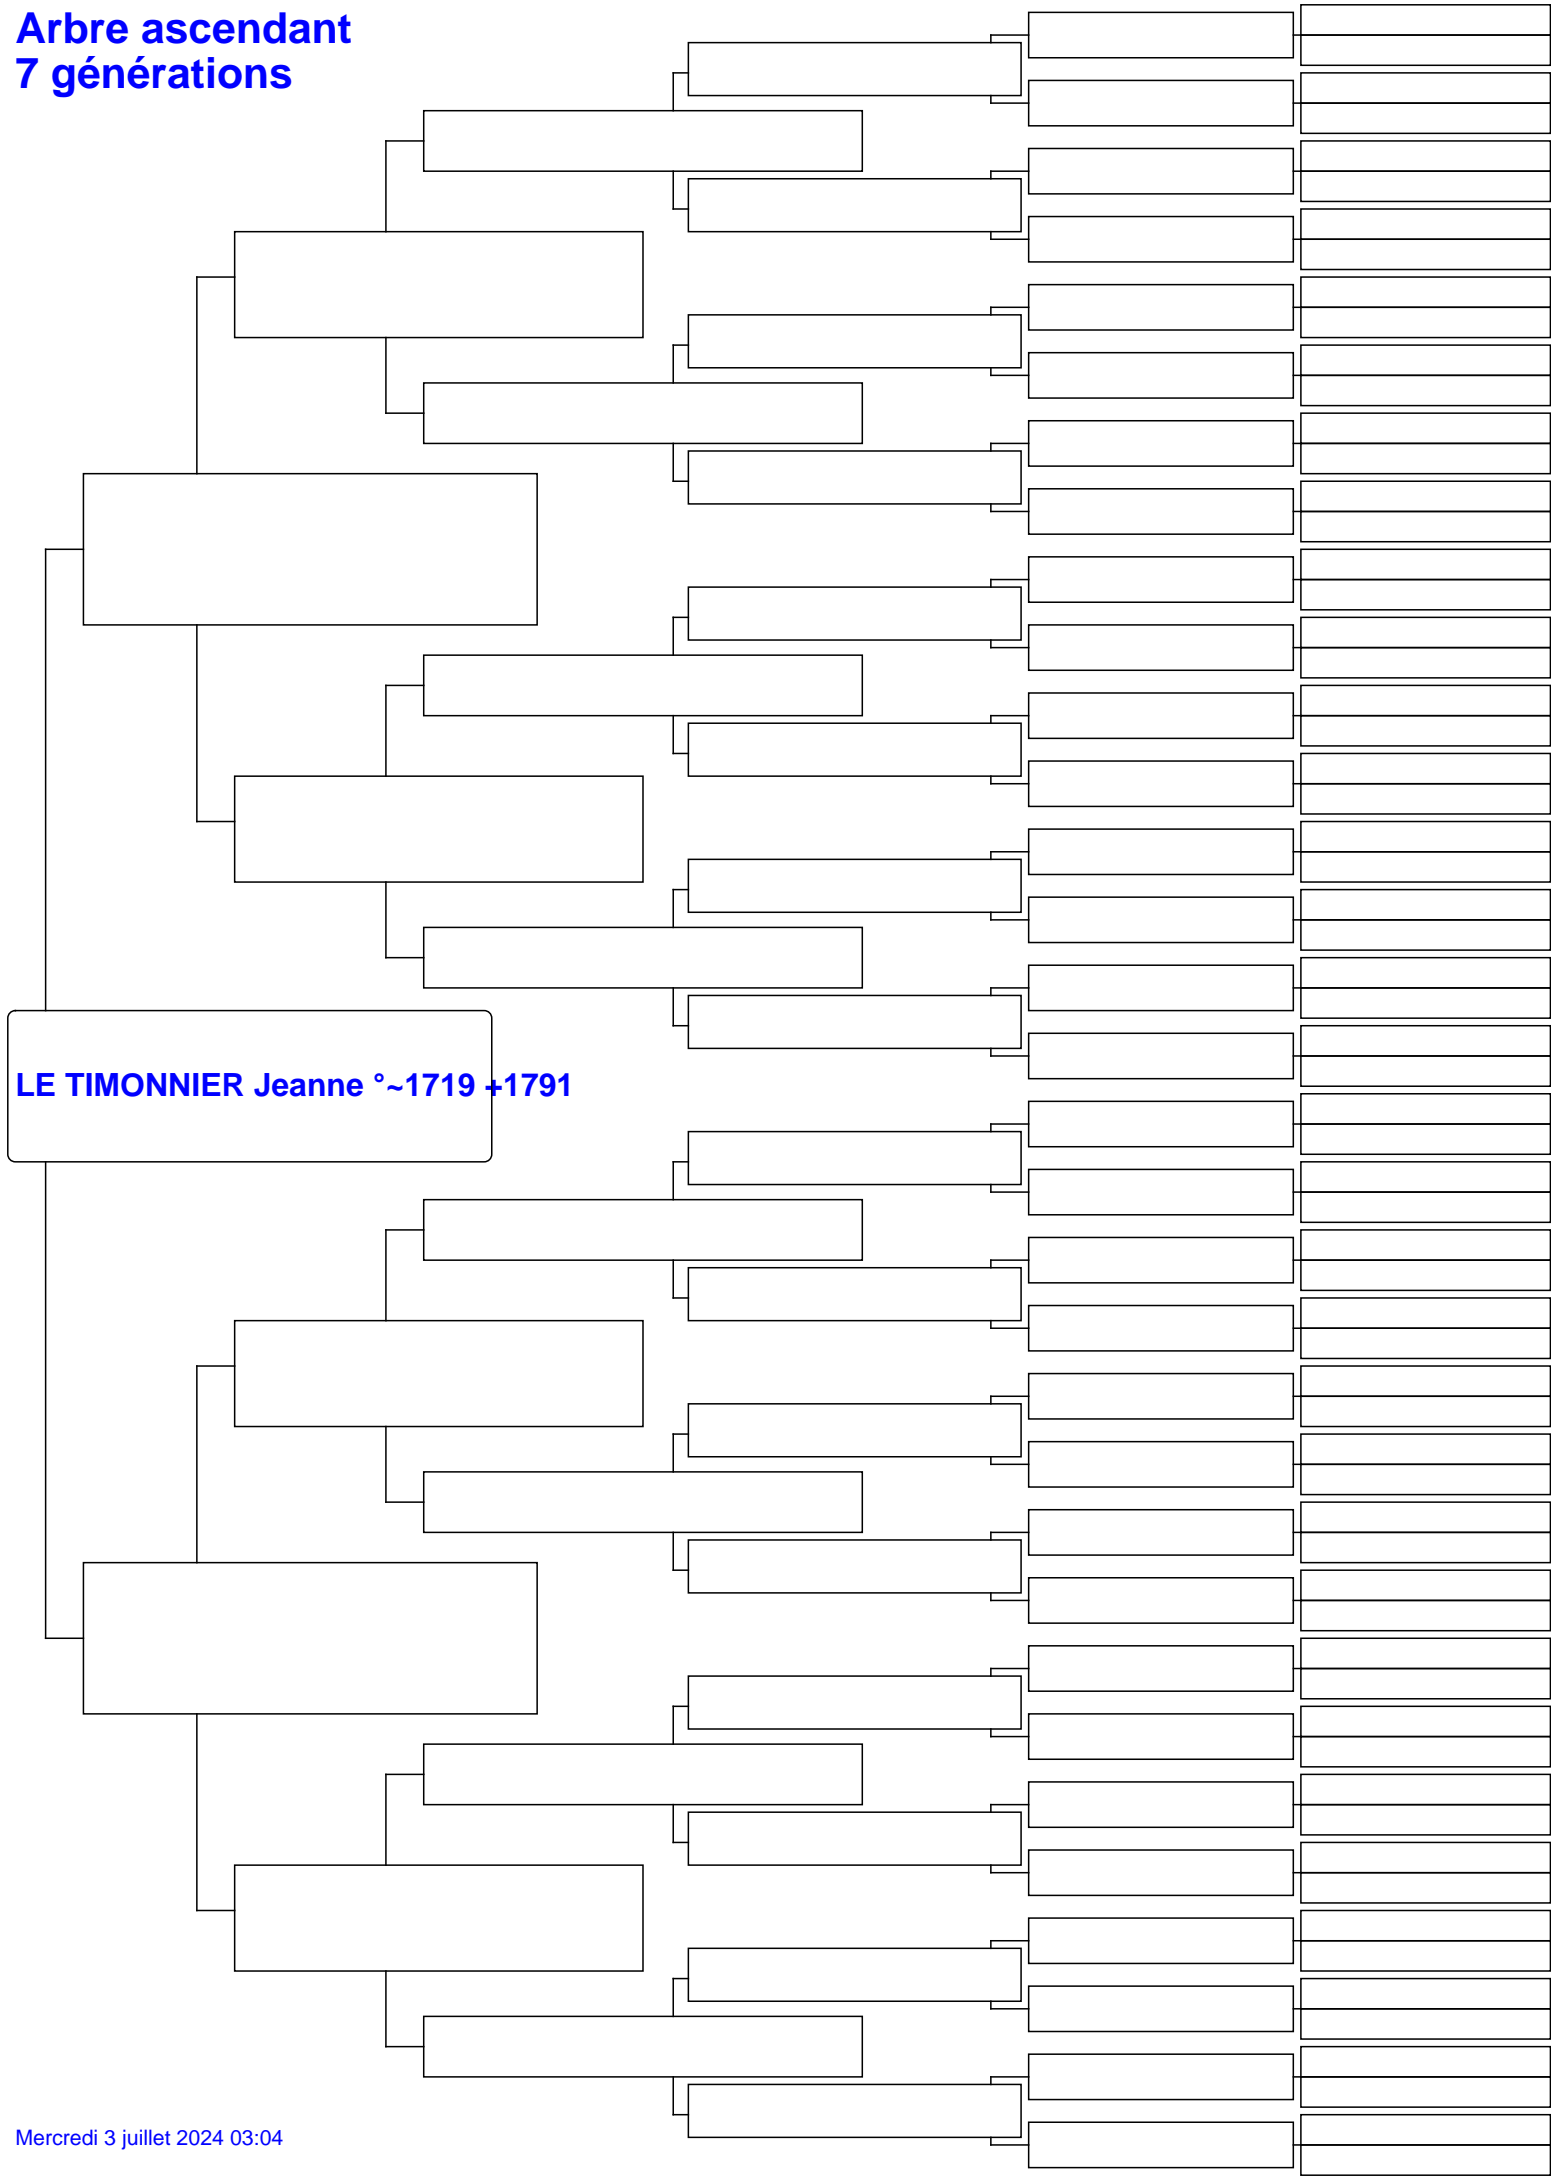 Arbre ascendant
7 générations
LE TIMONNIER Jeanne °~1719 +1791
Mercredi 3 juillet 2024 03:04